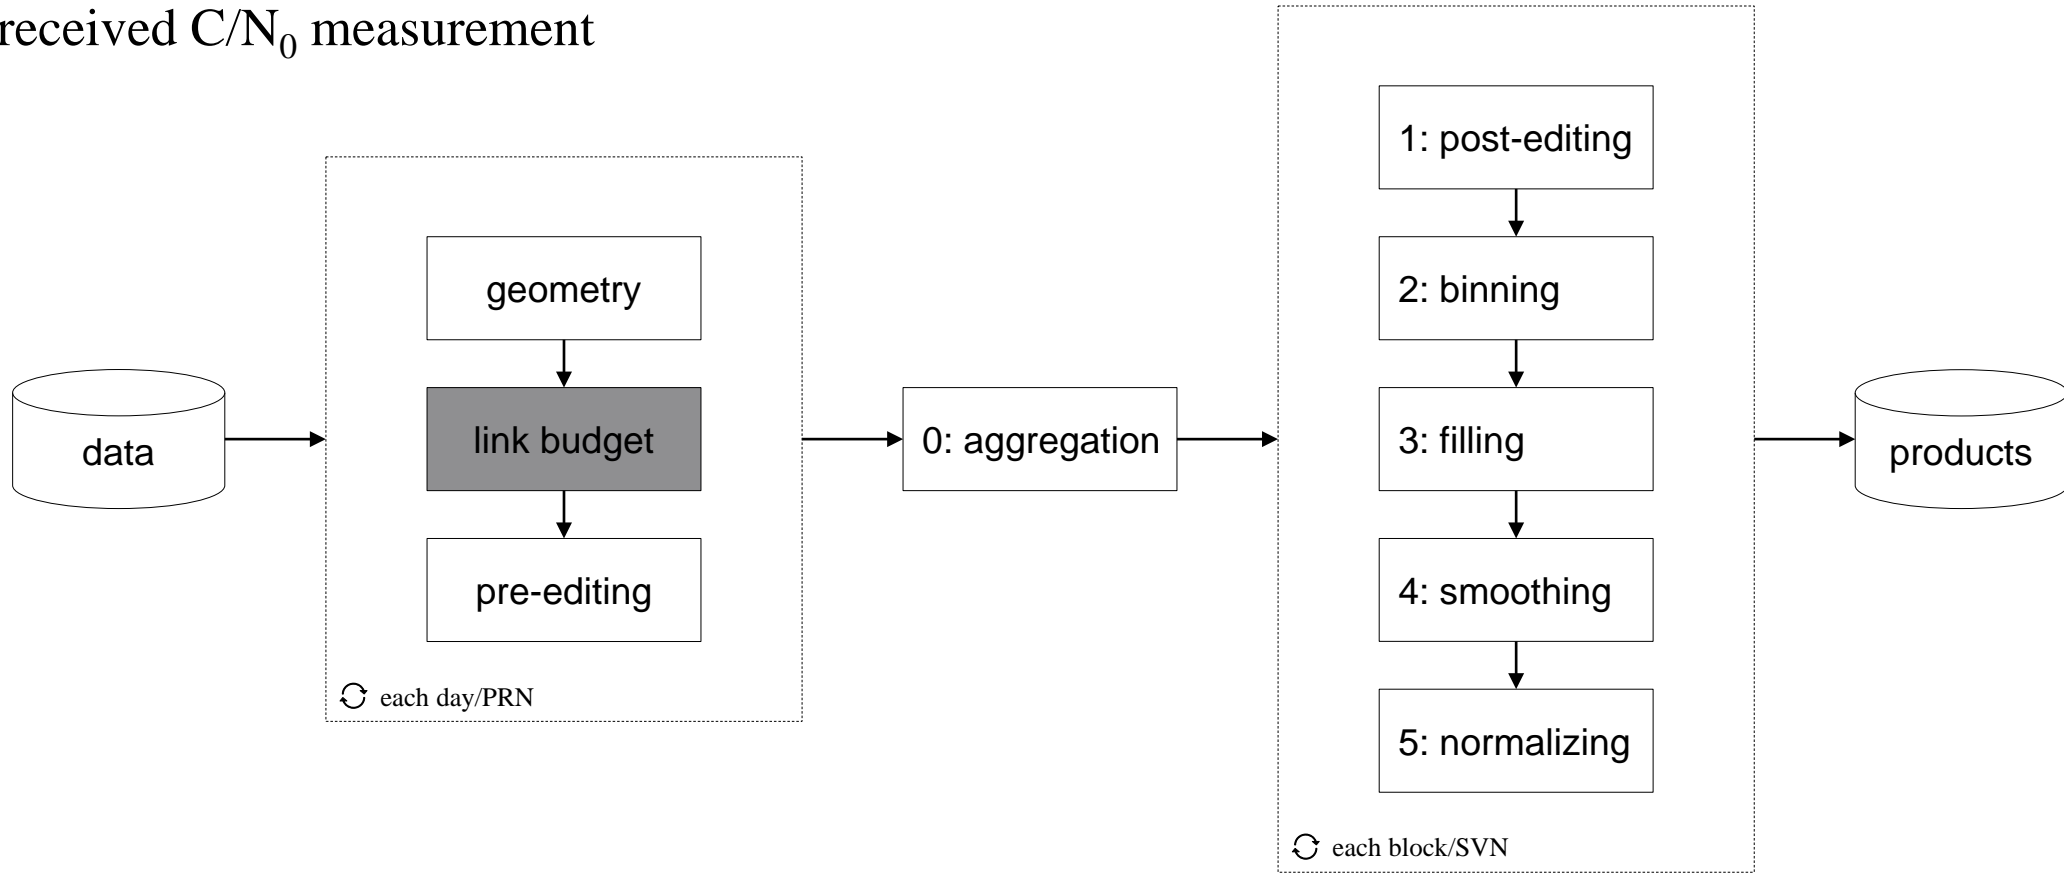 received C/N₀ measurement
data
geometry
link budget
pre-editing
each day/PRN
0: aggregation
1: post-editing
2: binning
3: filling
4: smoothing
5: normalizing
each block/SVN
products